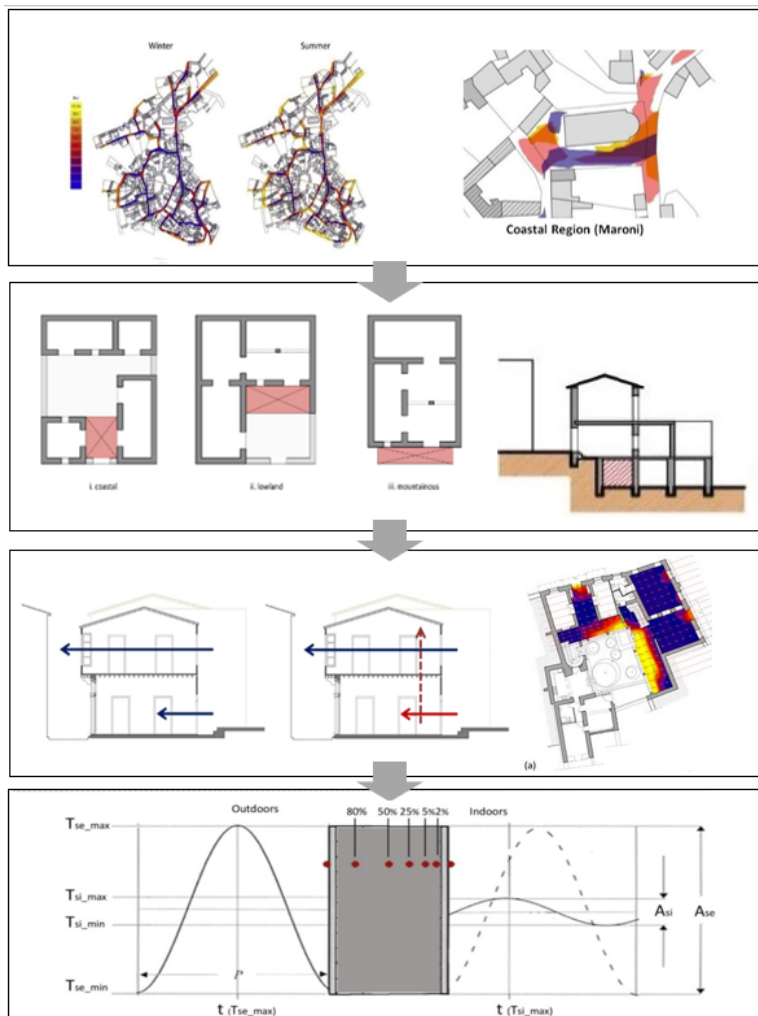 Winter
Summer
Coastal Region (Maroni)
i. coastal
ii. lowland
iii. mountainous
(a)
Outdoors
80% 50% 25% 5%2%
Indoors
Tse_max
Tsi_max
Tsi_min
Tse_min
P
Asi
Ase
t (Tse_max)
t (Tsi_max)